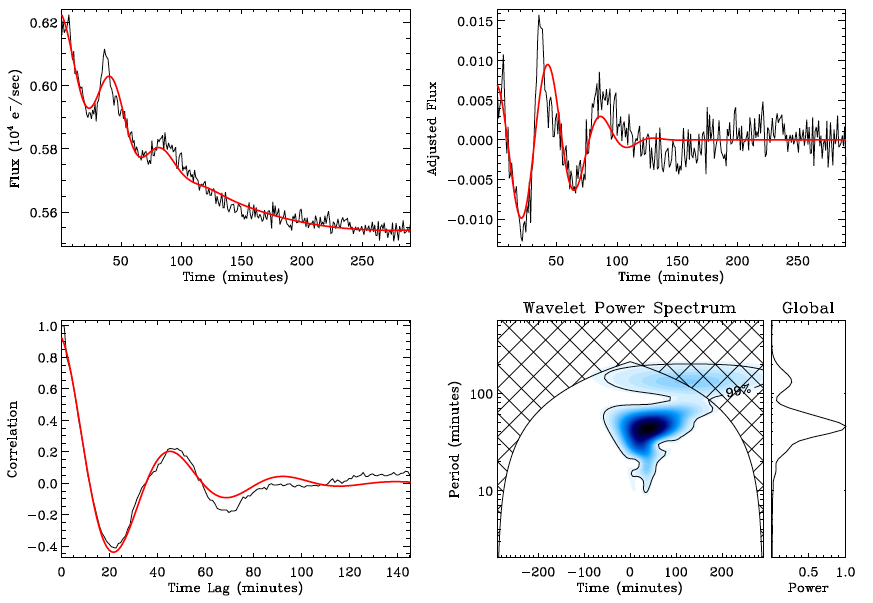 0.62
0.60
0.58
0.56
Flux (10⁴ e⁻/sec)
50 100 150 200 250
Time (minutes)
0.015
0.010
0.005
0.000
−0.005
−0.010
Adjusted Flux
50 100 150 200 250
Time (minutes)
1.0
0.8
0.6
0.4
0.2
0.0
−0.2
−0.4
Correlation
0 20 40 60 80 100 120 140
Time Lag (minutes)
Wavelet Power Spectrum
100
10
Period (minutes)
99%
−200 −100 0 100 200
Time (minutes)
Global
0.5 1.0
Power